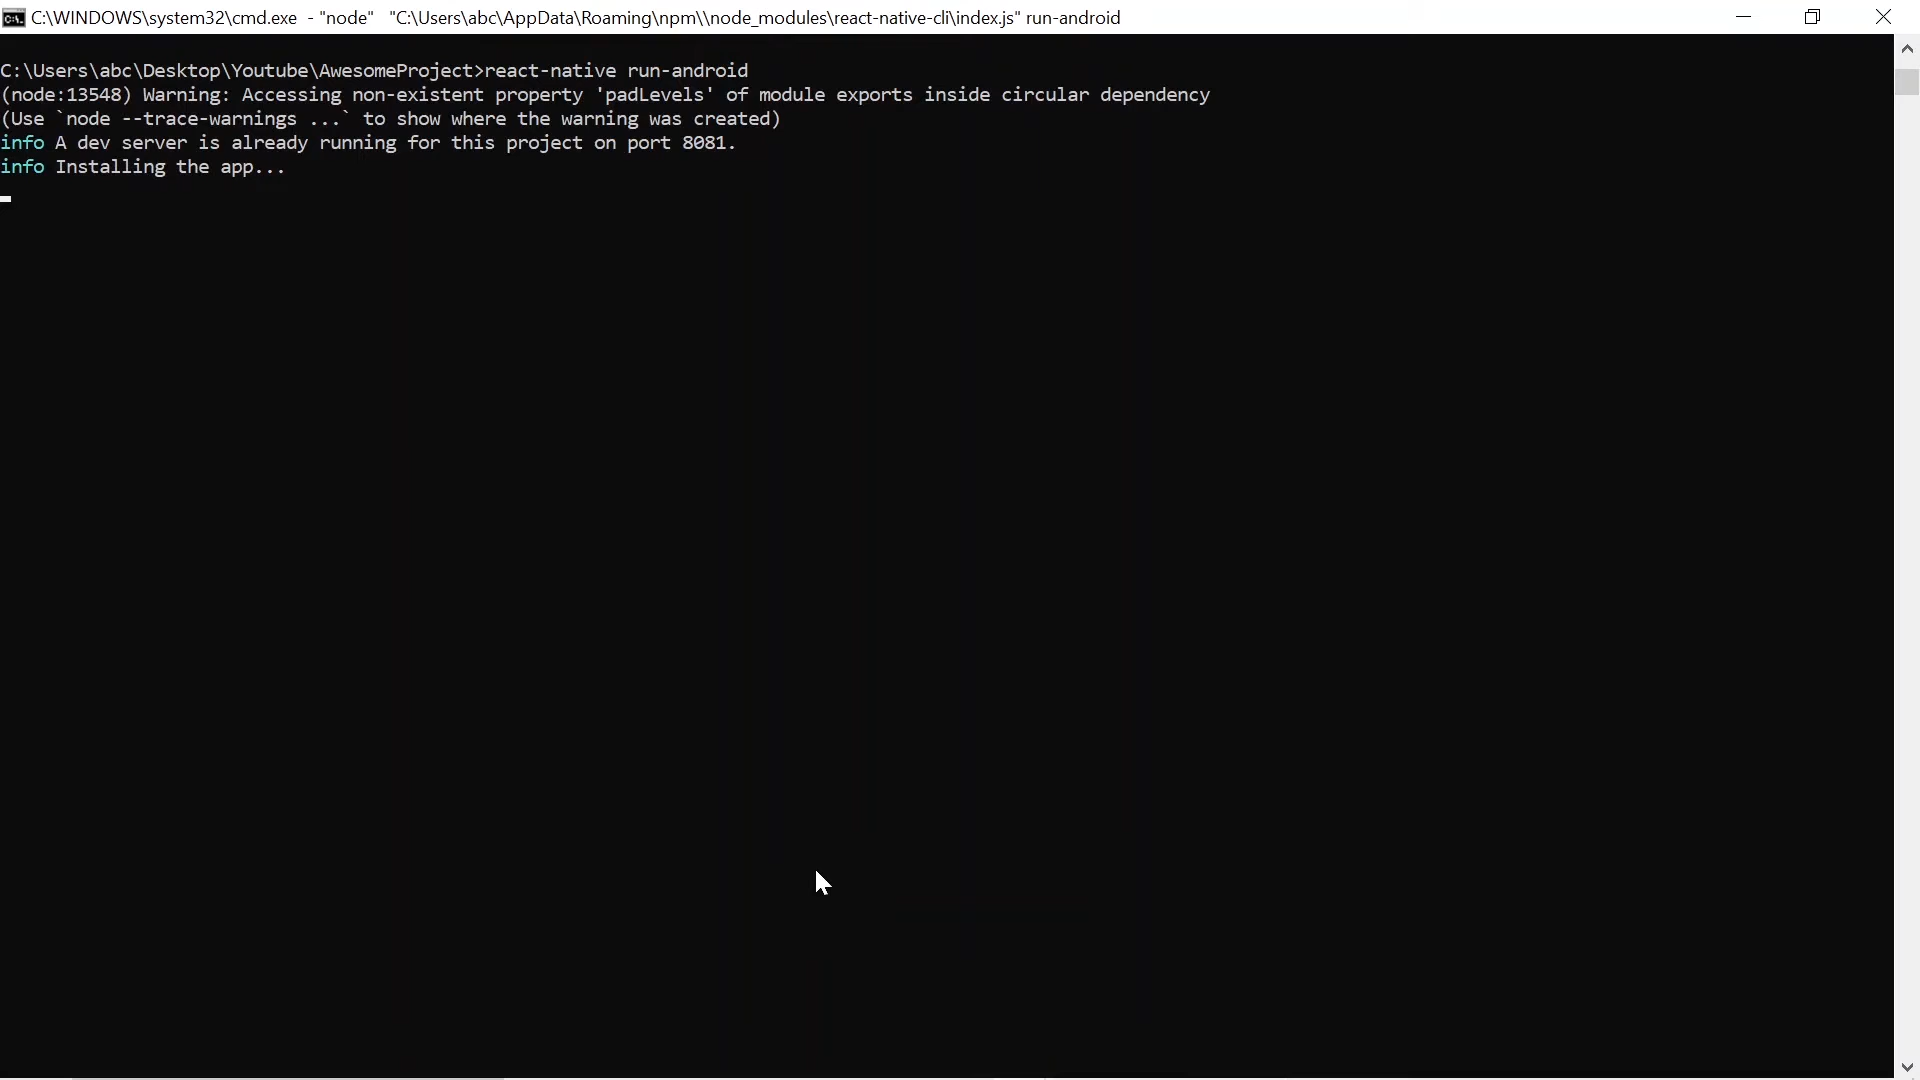 C:\WINDOWS\system32\cmd.exe - "node" "C:\Users\abc\AppData\Roaming\npm\\node_modules\react-native-cli\index.js" run-android
C:\Users\abc\Desktop\Youtube\AwesomeProject>react-native run-android
(node:13548) Warning: Accessing non-existent property 'padLevels' of module exports inside circular dependency
(Use `node --trace-warnings ...` to show where the warning was created)
info A dev server is already running for this project on port 8081.
info Installing the app...